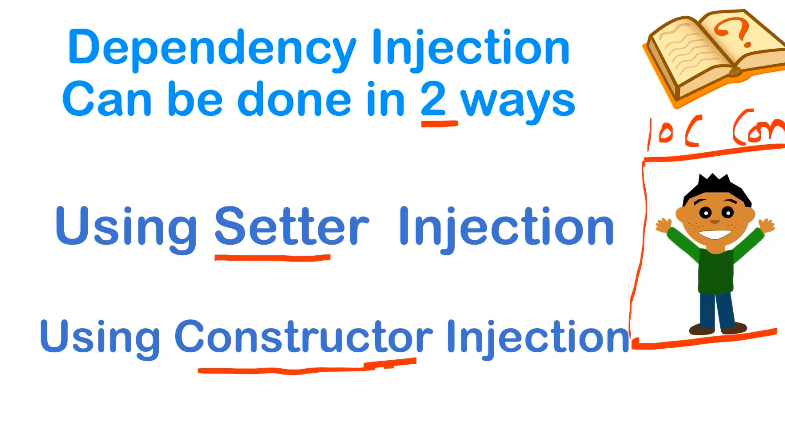 Dependency Injection
Can be done in 2 ways
?
IOC Con
Using Setter Injection
Using Constructor Injection